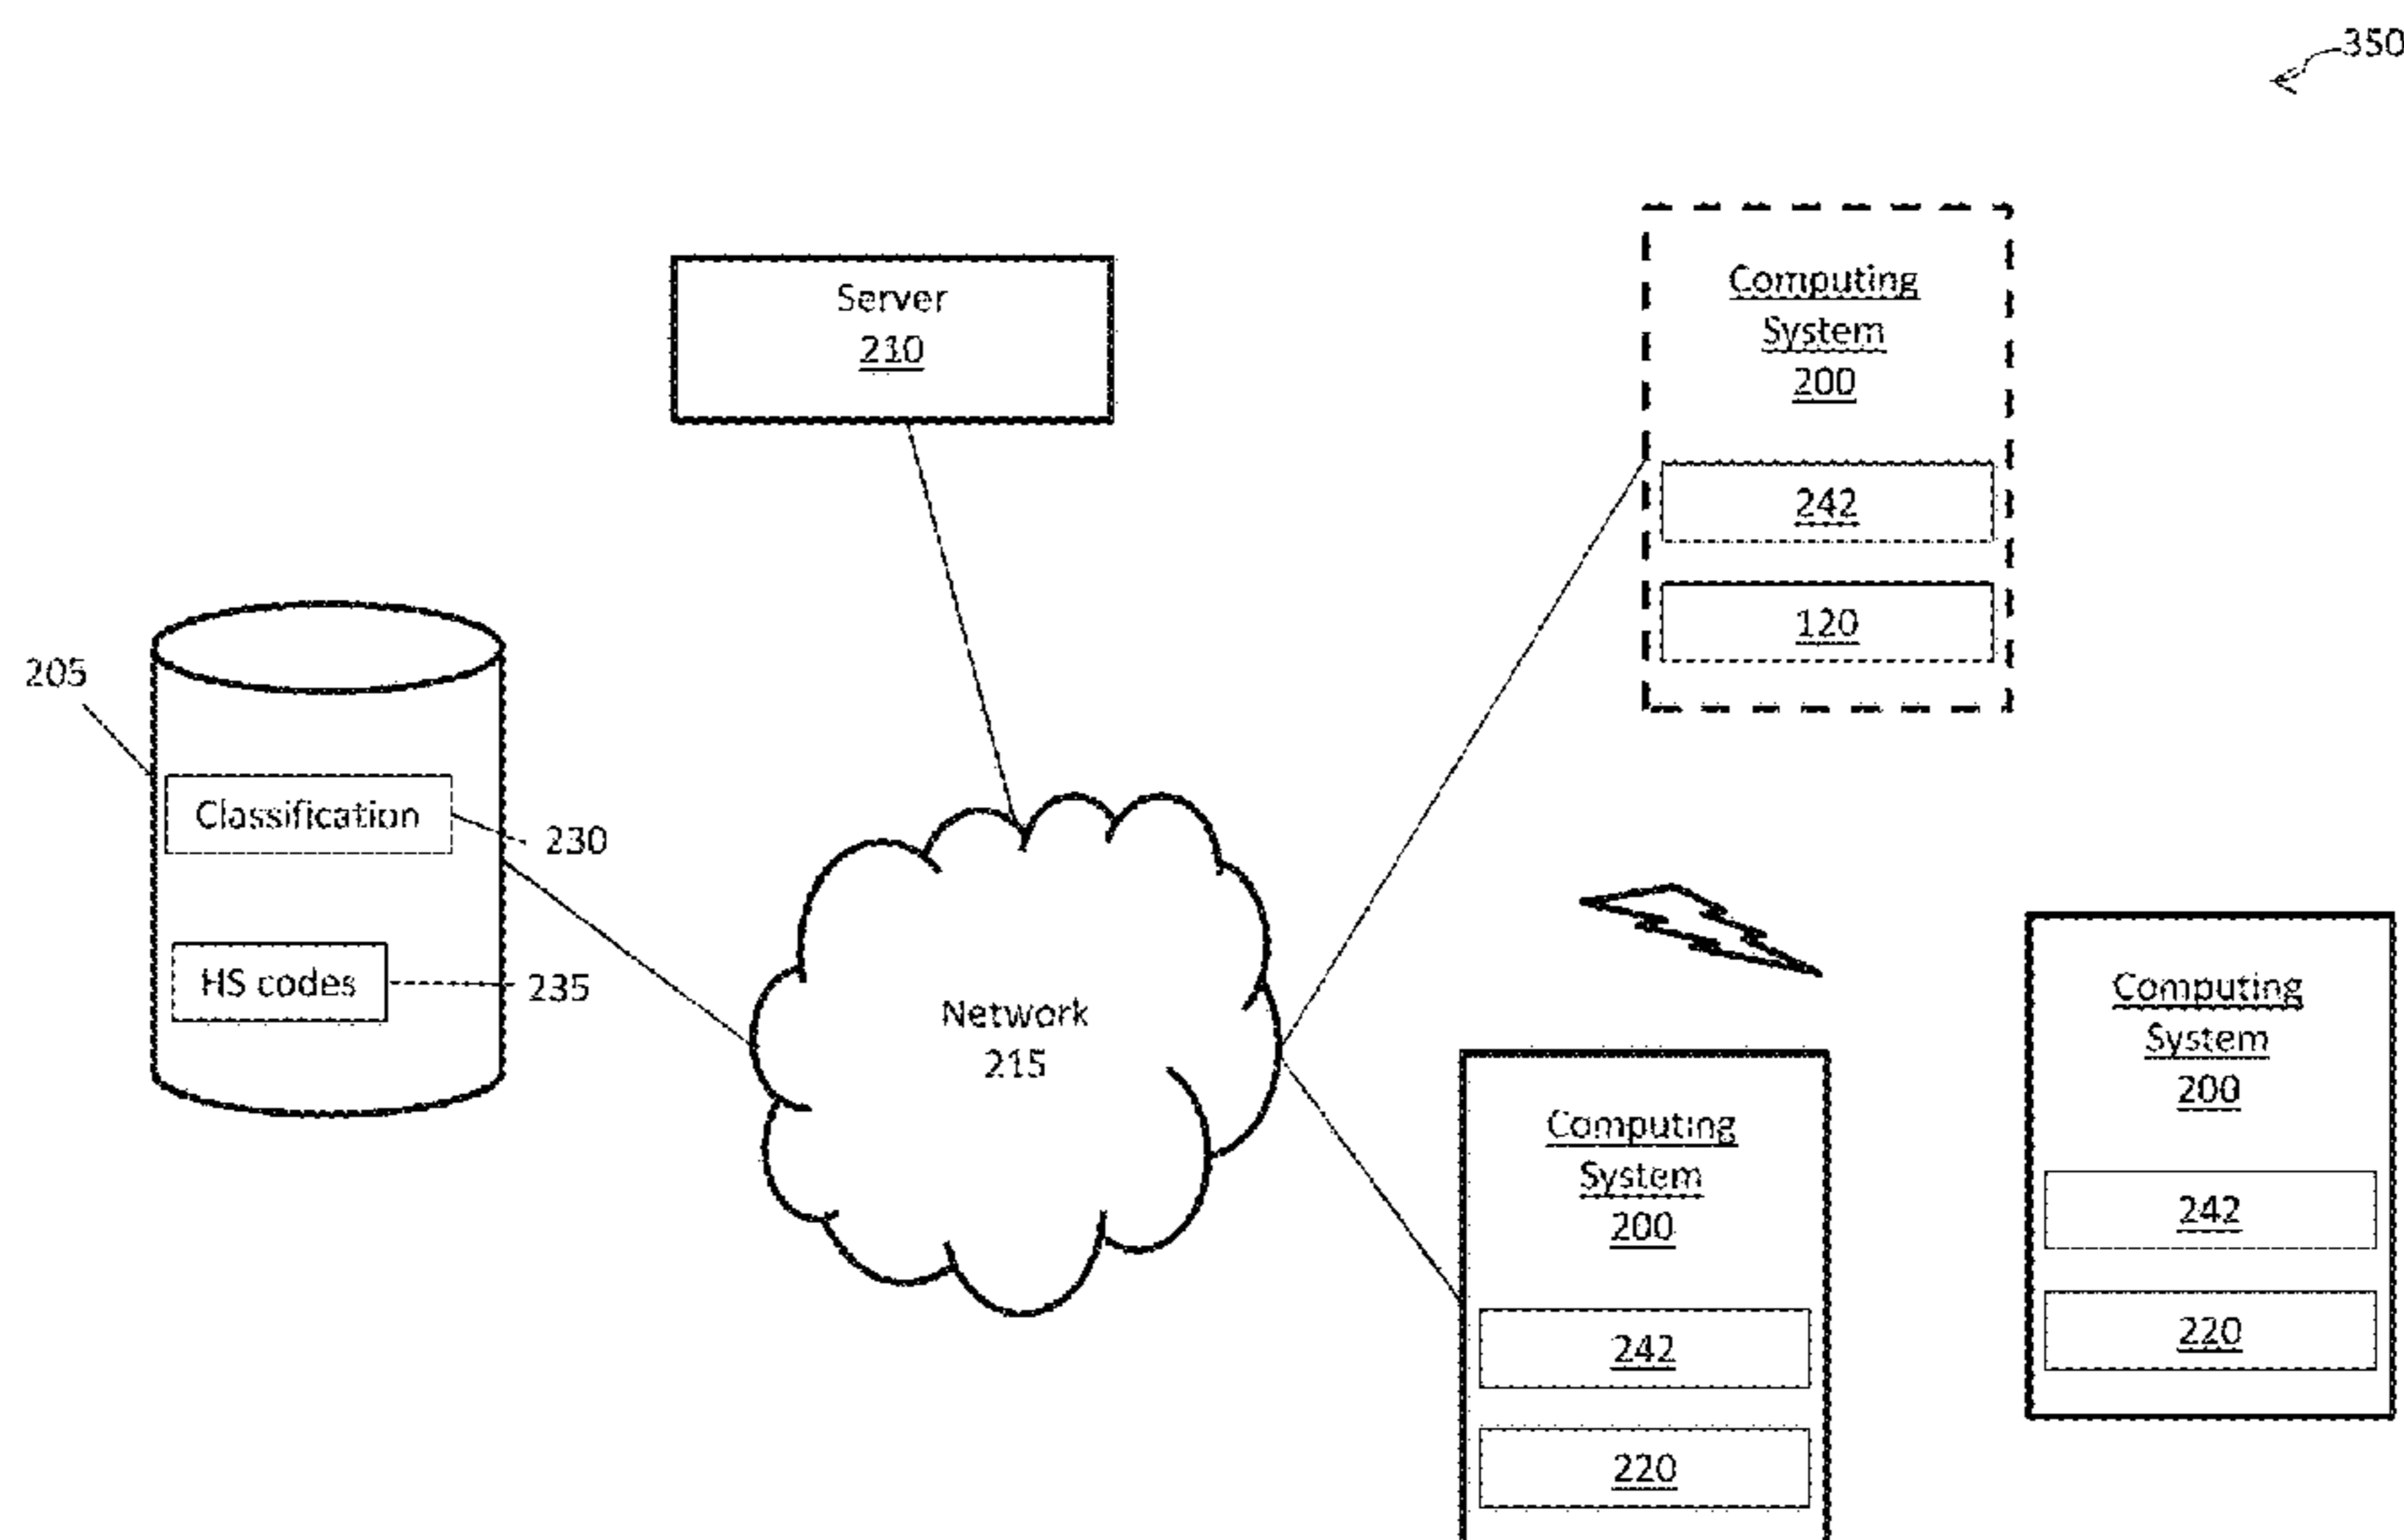 350
Server
210
Computing
System
200
242
120
205
Classification
230
HS codes
235
Network
215
Computing
System
200
242
220
Computing
System
200
242
220